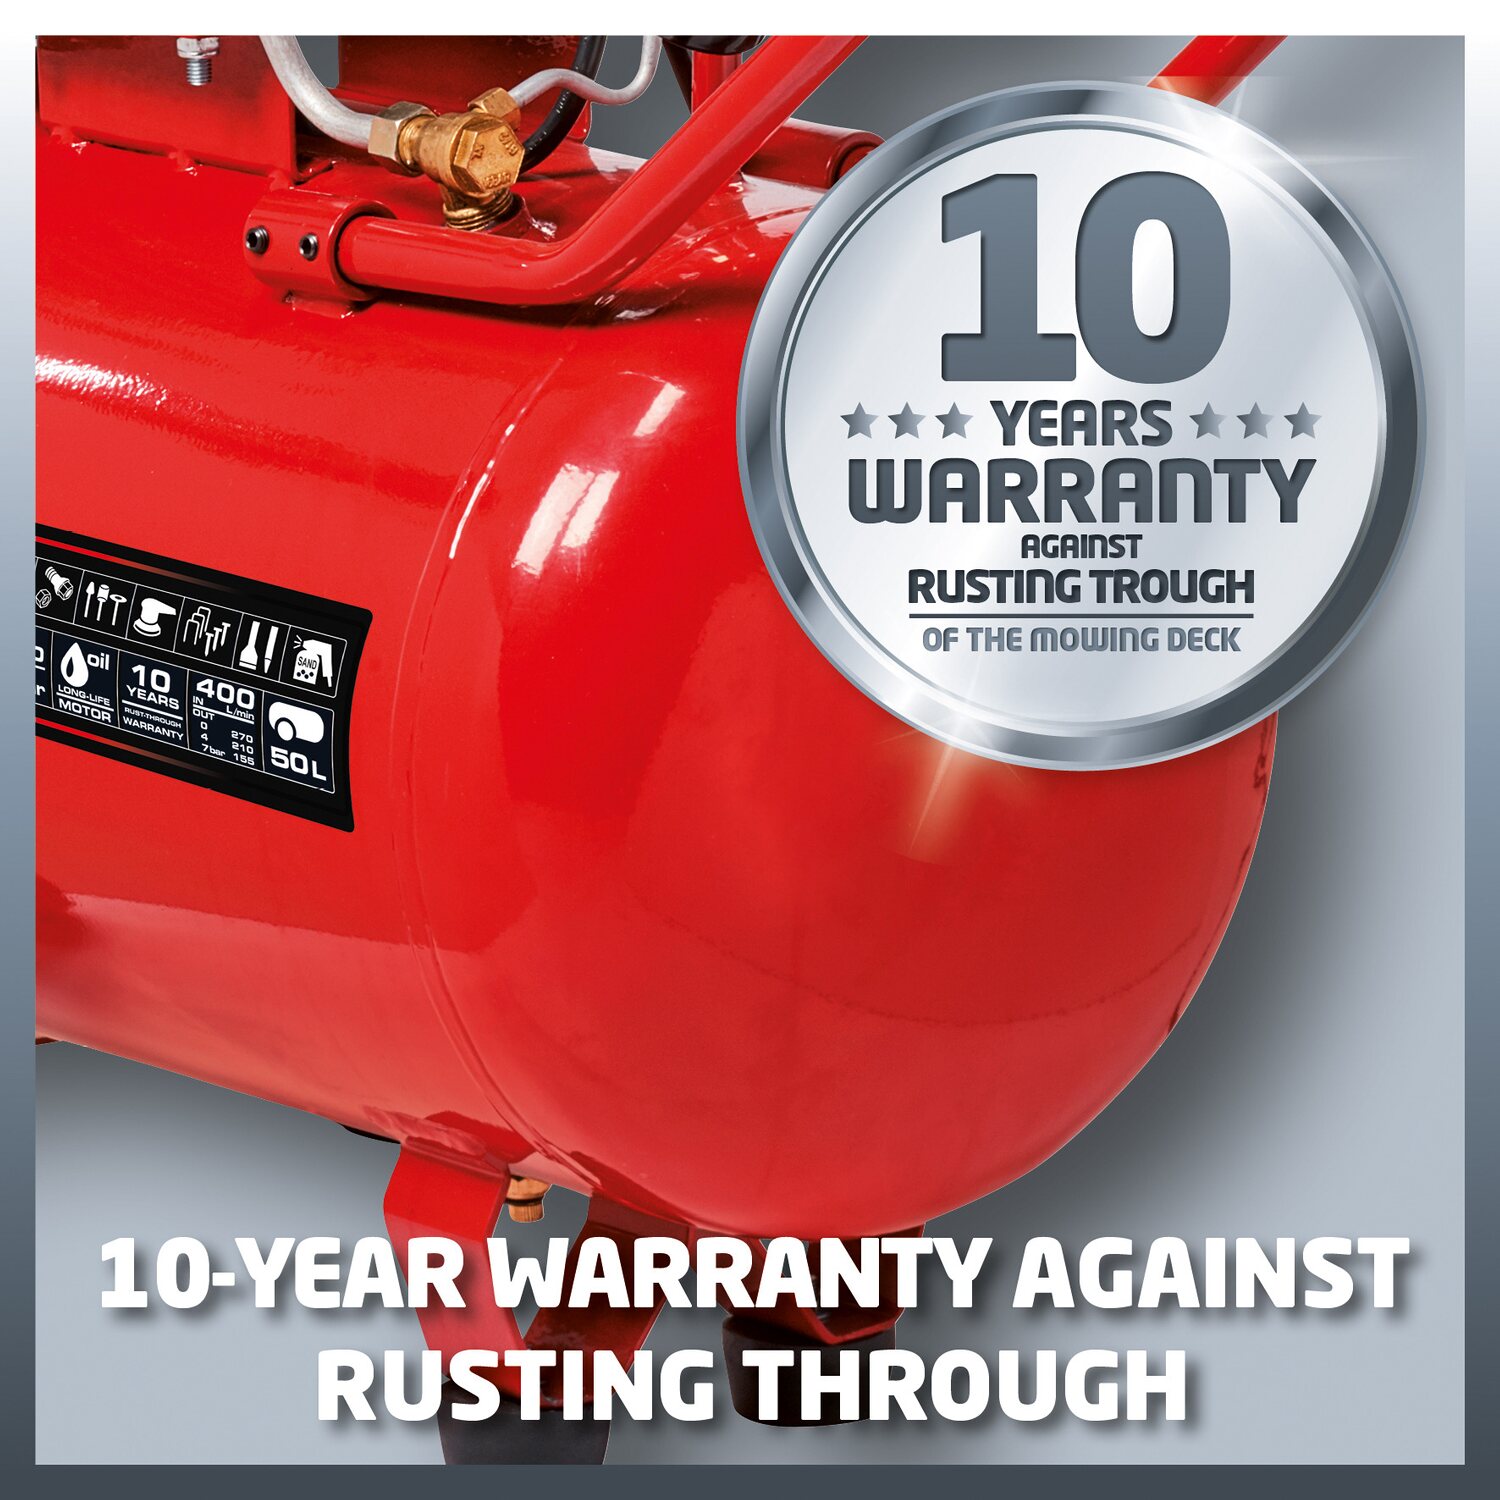 10
YEARS
WARRANTY
AGAINST
RUSTING TROUGH
OF THE MOWING DECK
SAND
oil
LONG-LIFE
MOTOR
10
YEARS
RUST-THROUGH
WARRANTY
400
IN L/min
OUT
0 270
4 210
7bar 155
50L
10-YEAR WARRANTY AGAINST
RUSTING THROUGH